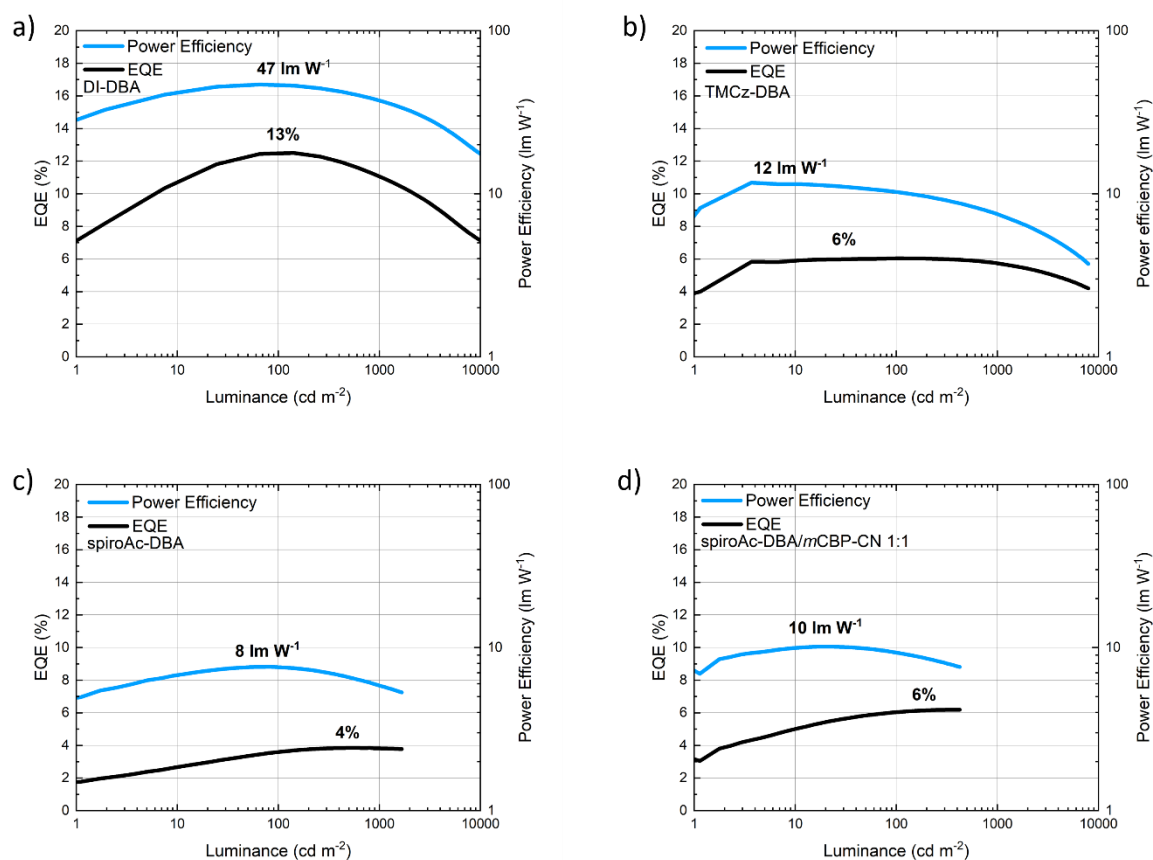 a)
Power Efficiency
EQE
DI-DBA
47 lm W⁻¹
13%
20
18
16
14
12
10
8
6
4
2
0
EQE (%)
100
10
1
Power Efficiency (lm W⁻¹)
1
10
100
1000
10000
Luminance (cd m⁻²)
b)
Power Efficiency
EQE
TMCz-DBA
12 lm W⁻¹
6%
20
18
16
14
12
10
8
6
4
2
0
EQE (%)
100
10
1
Power efficiency (lm W⁻¹)
1
10
100
1000
10000
Luminance (cd m⁻²)
c)
Power Efficiency
EQE
spiroAc-DBA
8 lm W⁻¹
4%
20
18
16
14
12
10
8
6
4
2
0
EQE (%)
100
10
1
Power Efficiency (lm W⁻¹)
1
10
100
1000
10000
Luminance (cd m⁻²)
d)
Power Efficiency
EQE
spiroAc-DBA/mCBP-CN 1:1
10 lm W⁻¹
6%
20
18
16
14
12
10
8
6
4
2
0
EQE (%)
100
10
1
Power Efficiency (lm W⁻¹)
1
10
100
1000
10000
Luminance (cd m⁻²)